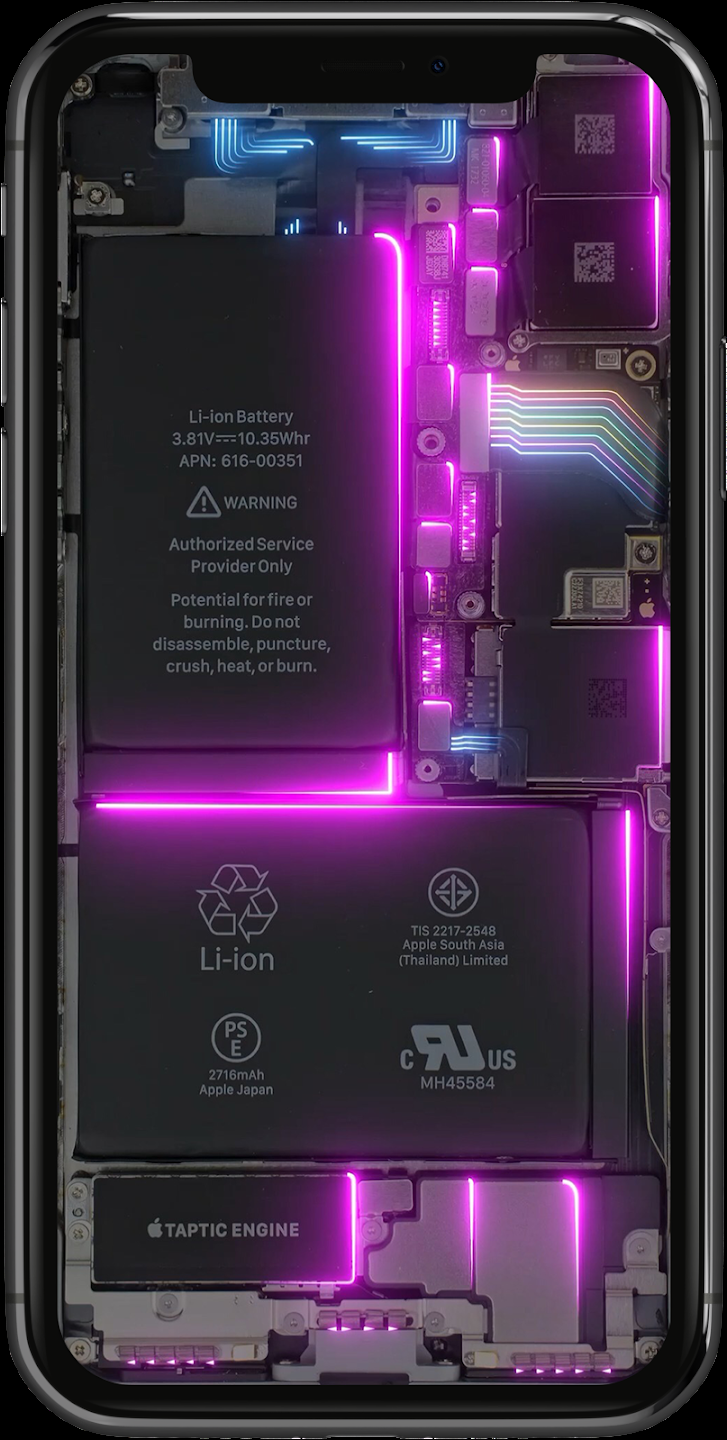 Li-ion Battery
3.81V⎓10.35Whr
APN: 616-00351
WARNING
Authorized Service
Provider Only
Potential for fire or
burning. Do not
disassemble, puncture,
crush, heat, or burn.
Li-ion
TIS 2217-2548
Apple South Asia
(Thailand) Limited
PS
E
2716mAh
Apple Japan
c RU US
MH45584
TAPTIC ENGINE